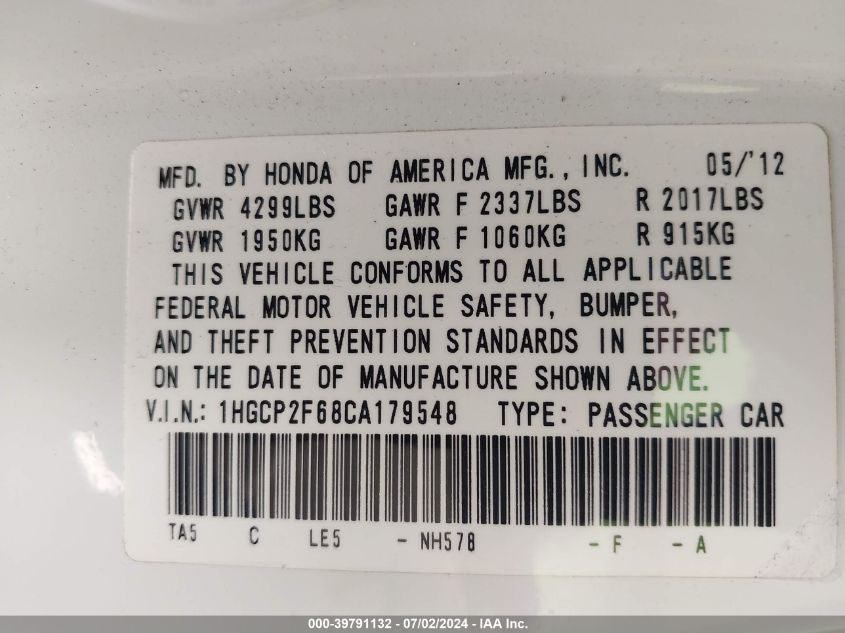 MFD. BY HONDA OF AMERICA MFG., INC. 05/'12
GVWR 4299LBS GAWR F 2337LBS R 2017LBS
GVWR 1950KG GAWR F 1060KG R 915KG
THIS VEHICLE CONFORMS TO ALL APPLICABLE
FEDERAL MOTOR VEHICLE SAFETY, BUMPER,
AND THEFT PREVENTION STANDARDS IN EFFECT
ON THE DATE OF MANUFACTURE SHOWN ABOVE.
V.I.N.: 1HGCP2F68CA179548 TYPE: PASSENGER CAR
TA5 C LE5 - NH578 - F - A
000-39791132 - 07/02/2024 - IAA Inc.